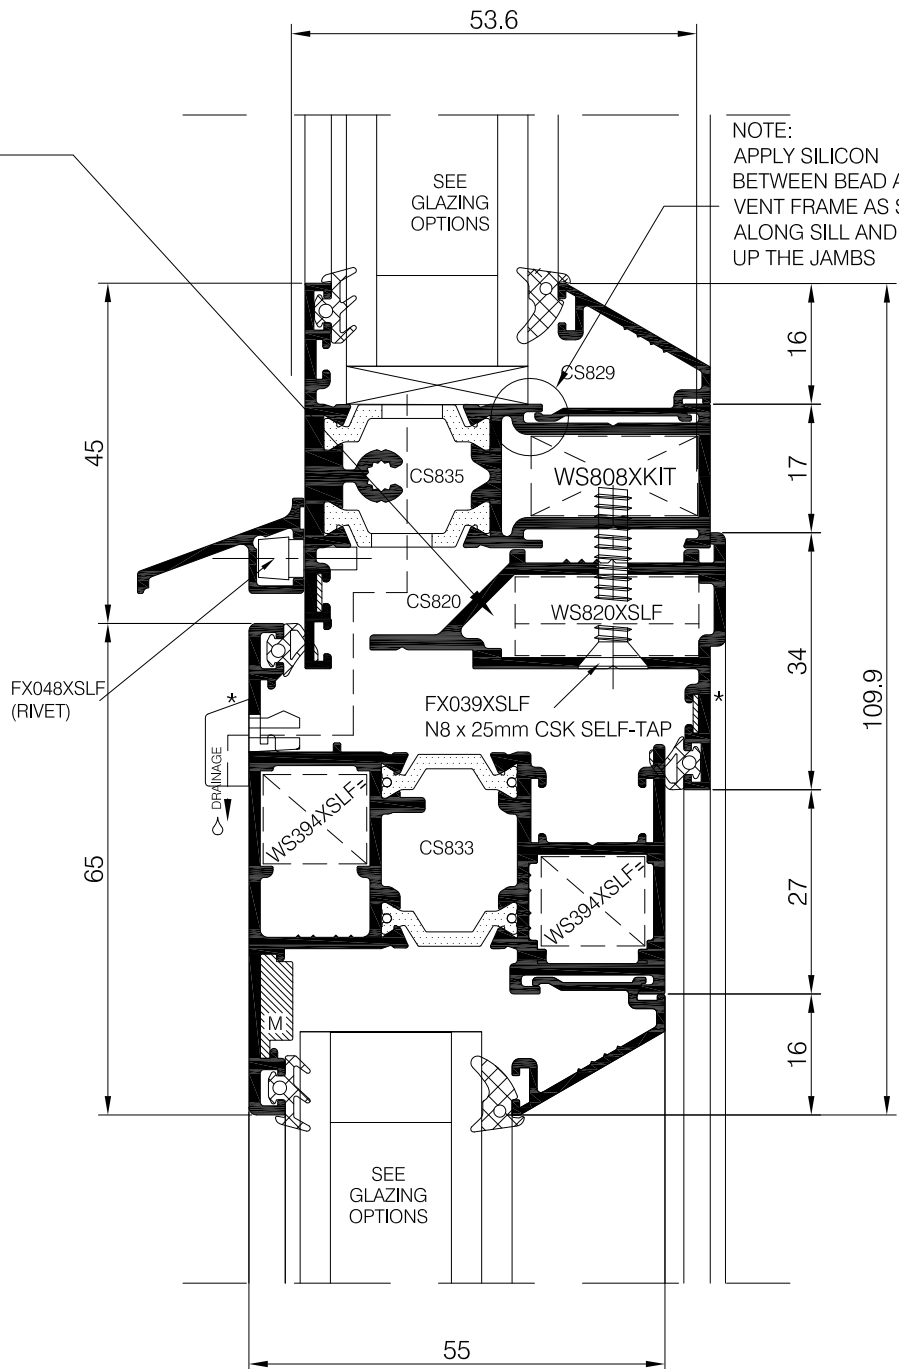 53.6
NOTE:
APPLY SILICON
BETWEEN BEAD A
VENT FRAME AS S
ALONG SILL AND
UP THE JAMBS
SEE
GLAZING
OPTIONS
16
CS829
45
CS835
WS808XKIT
17
CS820
WS820XSLF
34
109.9
FX048XSLF
(RIVET)
*
FX039XSLF
N8 x 25mm CSK SELF-TAP
*
DRAINAGE
WS394XSLF=
CS833
65
WS394XSLF=
27
M
16
SEE
GLAZING
OPTIONS
55